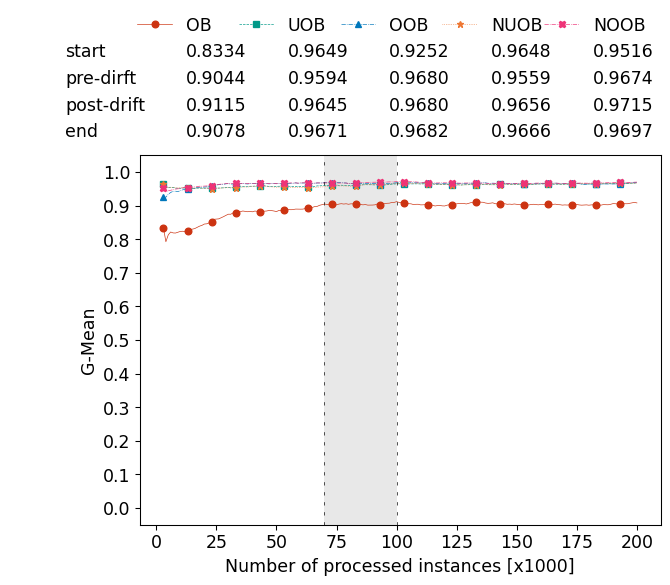 OB UOB OOB NUOB NOOB
start 0.8334 0.9649 0.9252 0.9648 0.9516
pre-dirft 0.9044 0.9594 0.9680 0.9559 0.9674
post-drift 0.9115 0.9645 0.9680 0.9656 0.9715
end 0.9078 0.9671 0.9682 0.9666 0.9697
1.0
0.9
0.8
0.7
0.6
0.5
0.4
0.3
0.2
0.1
0.0
G-Mean
0 25 50 75 100 125 150 175 200
Number of processed instances [x1000]